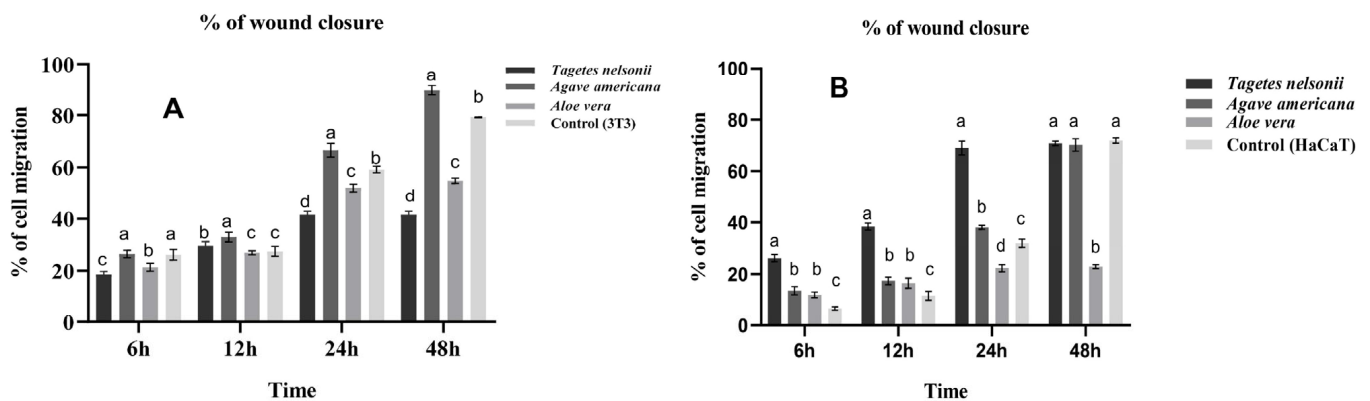 % of wound closure
A
Tagetes nelsonii
Agave americana
Aloe vera
Control (3T3)
% of cell migration
100
80
60
40
20
0
c a b a
b a c c
d a c b
d a c b
6h 12h 24h 48h
Time
% of wound closure
B
Tagetes nelsonii
Agave americana
Aloe vera
Control (HaCaT)
% of cell migration
100
80
60
40
20
0
a b b c
a b b c
a b d c
a a b a
6h 12h 24h 48h
Time